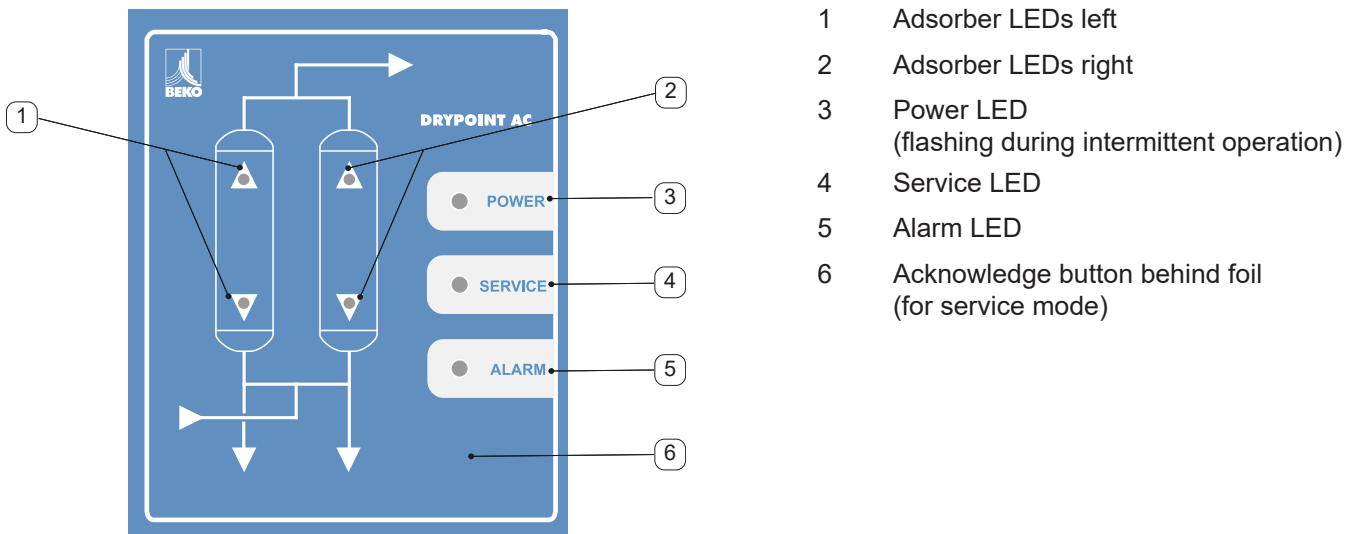 BEKO
DRYPOINT AC
1
2
POWER
3
SERVICE
4
ALARM
5
6
1 Adsorber LEDs left
2 Adsorber LEDs right
3 Power LED
(flashing during intermittent operation)
4 Service LED
5 Alarm LED
6 Acknowledge button behind foil
(for service mode)